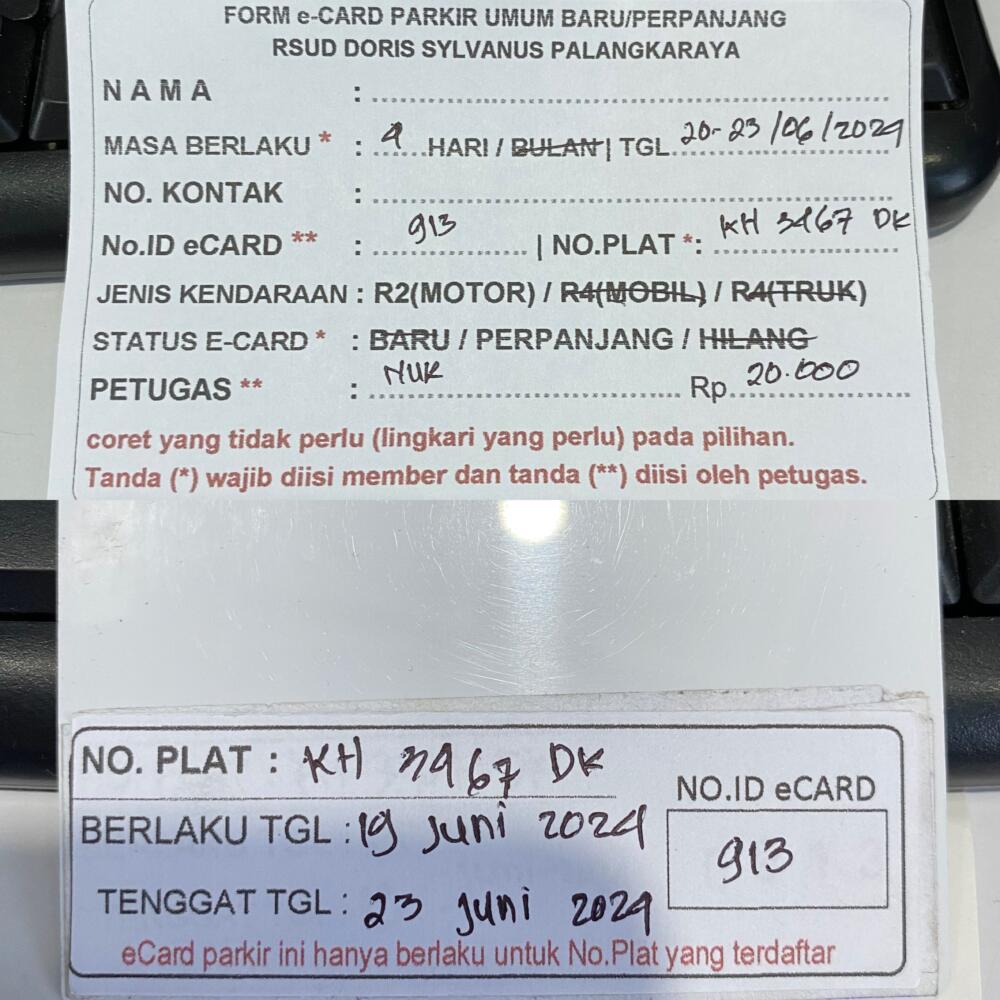 FORM e-CARD PARKIR UMUM BARU/PERPANJANG
RSUD DORIS SYLVANUS PALANGKARAYA
N A M A : ........................
MASA BERLAKU * : 4 HARI / BULAN | TGL 20-23/06/2024
NO. KONTAK : ........................
No.ID eCARD ** : 913 | NO.PLAT *: KH 3467 DK
JENIS KENDARAAN : R2(MOTOR) / R4(MOBIL) / R4(TRUK)
STATUS E-CARD * : BARU / PERPANJANG / HILANG
PETUGAS ** : NUR Rp 20.000
coret yang tidak perlu (lingkari yang perlu) pada pilihan.
Tanda (*) wajib diisi member dan tanda (**) diisi oleh petugas.
NO. PLAT : KH 3467 DK
NO.ID eCARD
BERLAKU TGL : 19 Juni 2024
913
TENGGAT TGL : 23 Juni 2024
eCard parkir ini hanya berlaku untuk No.Plat yang terdaftar